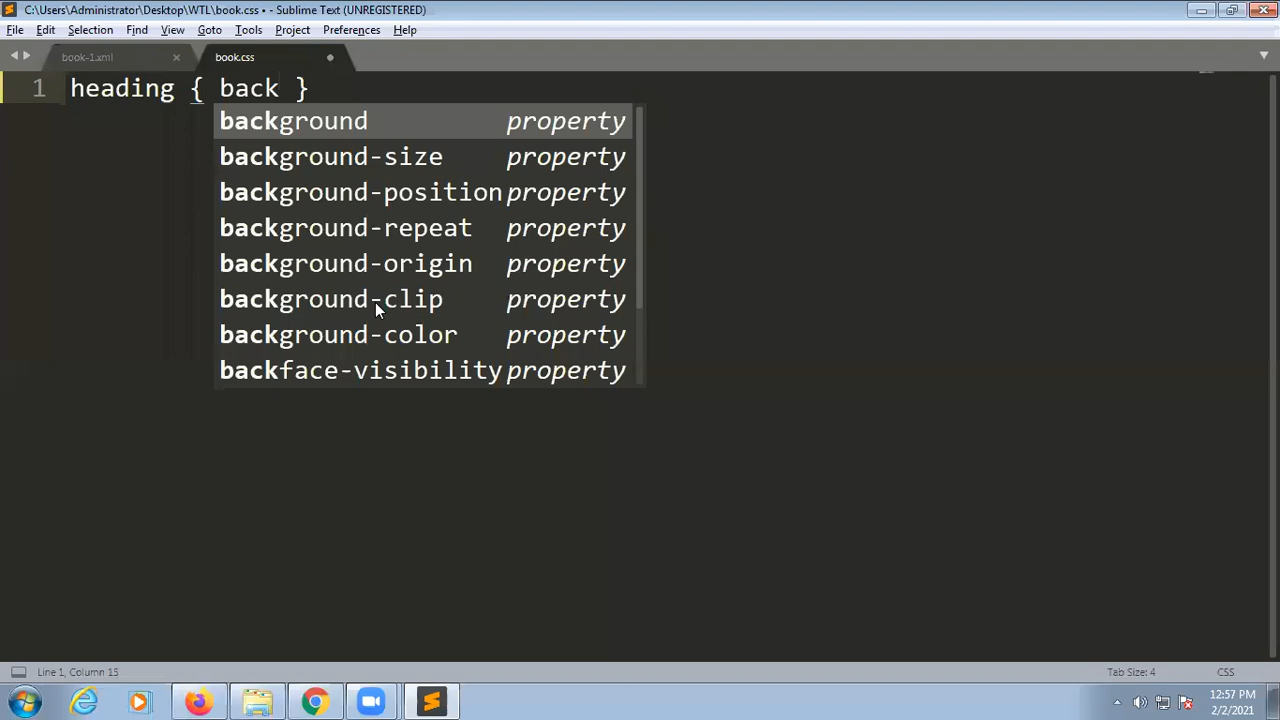 C:\Users\Administrator\Desktop\WTL\book.css • - Sublime Text (UNREGISTERED)
File Edit Selection Find View Goto Tools Project Preferences Help
book-1.xml book.css
1 heading { back }
background property
background-size property
background-position property
background-repeat property
background-origin property
background-clip property
background-color property
backface-visibility property
Line 1, Column 15 Tab Size: 4 CSS
12:57 PM
2/2/2021